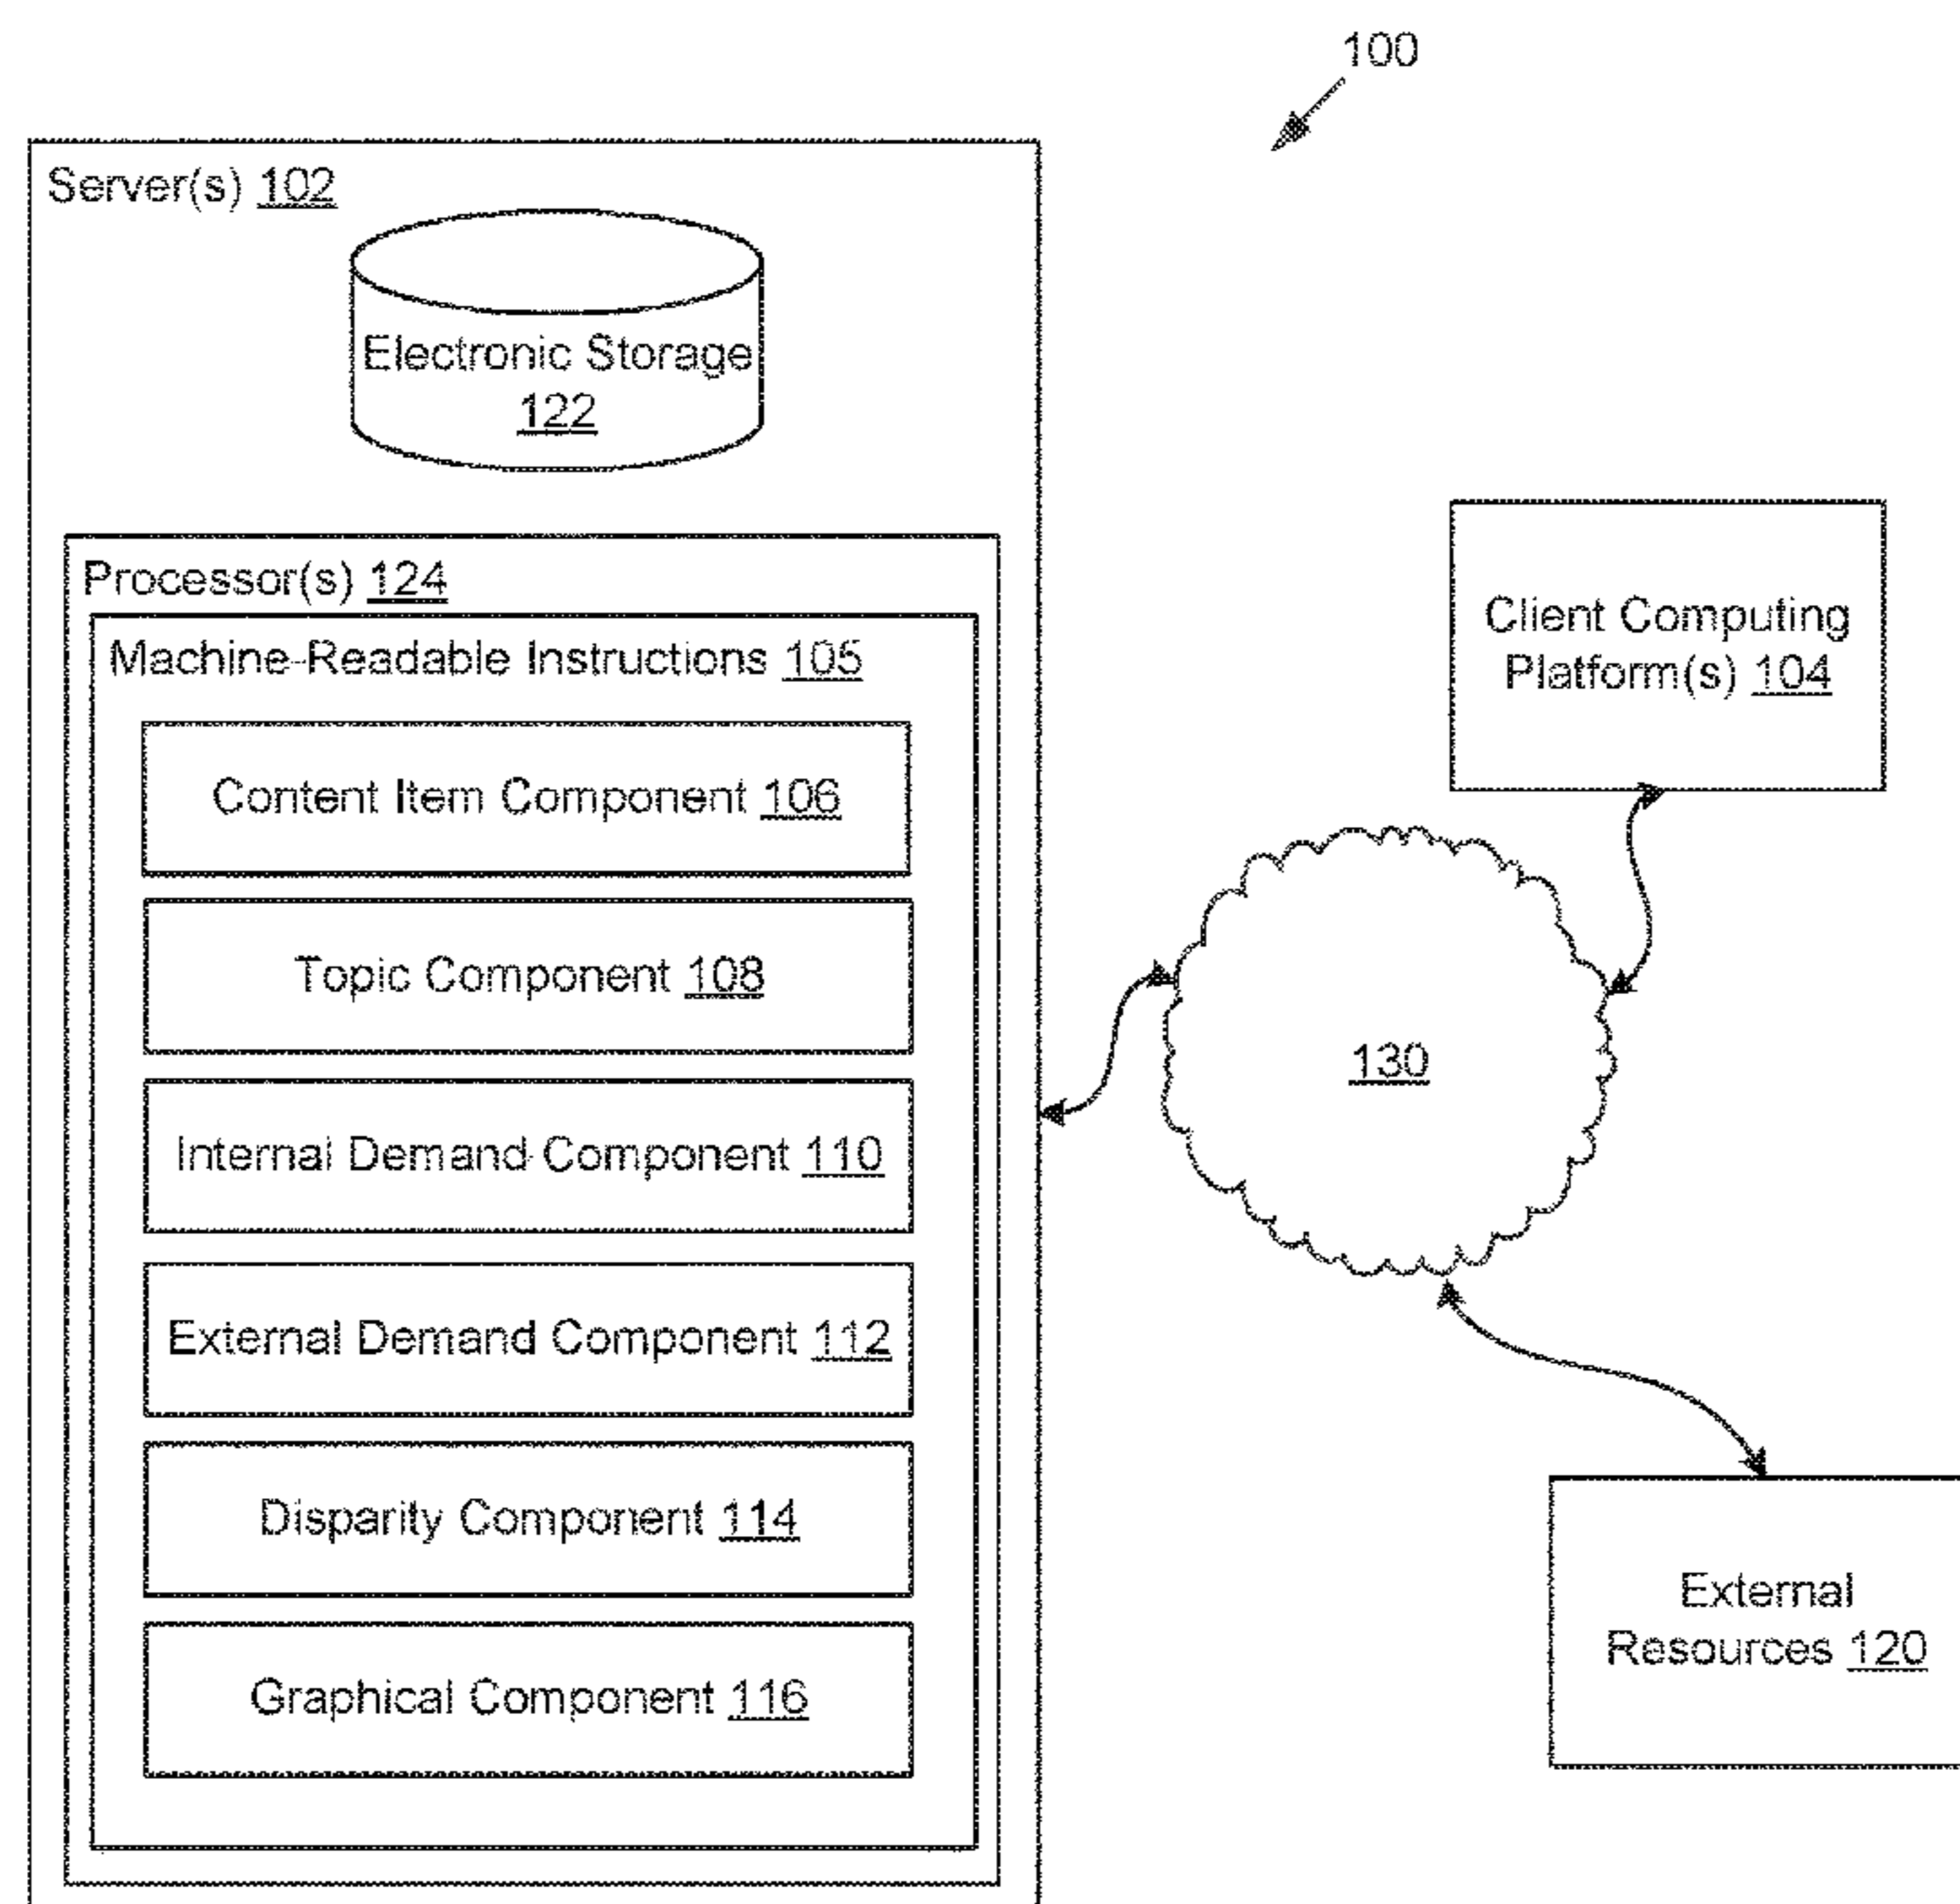 100
Server(s) 102
Electronic Storage
122
Processor(s) 124
Machine-Readable Instructions 105
Content Item Component 106
Topic Component 108
Internal Demand Component 110
External Demand Component 112
Disparity Component 114
Graphical Component 116
Client Computing
Platform(s) 104
130
External
Resources 120